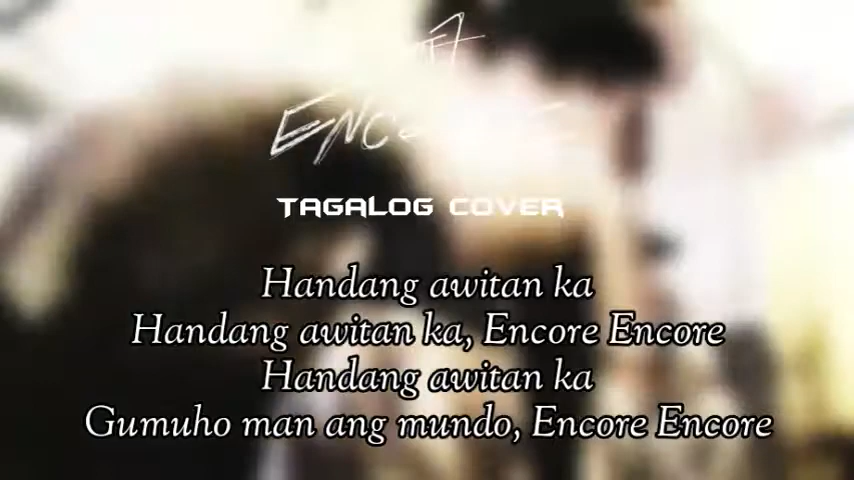 TAGALOG COVER
Handang awitan ka
Handang awitan ka, Encore Encore
Handang awitan ka
Gumuho man ang mundo, Encore Encore